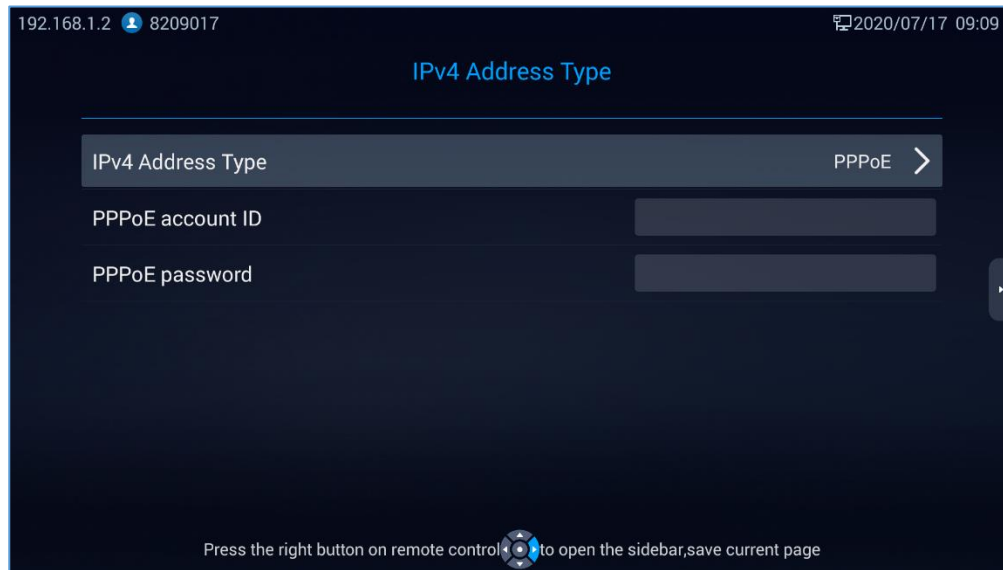 192.168.1.2 8209017 2020/07/17 09:09
IPv4 Address Type
IPv4 Address Type PPPoE
PPPoE account ID
PPPoE password
Press the right button on remote control to open the sidebar,save current page